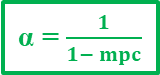 α = 1 / (1− mpc)